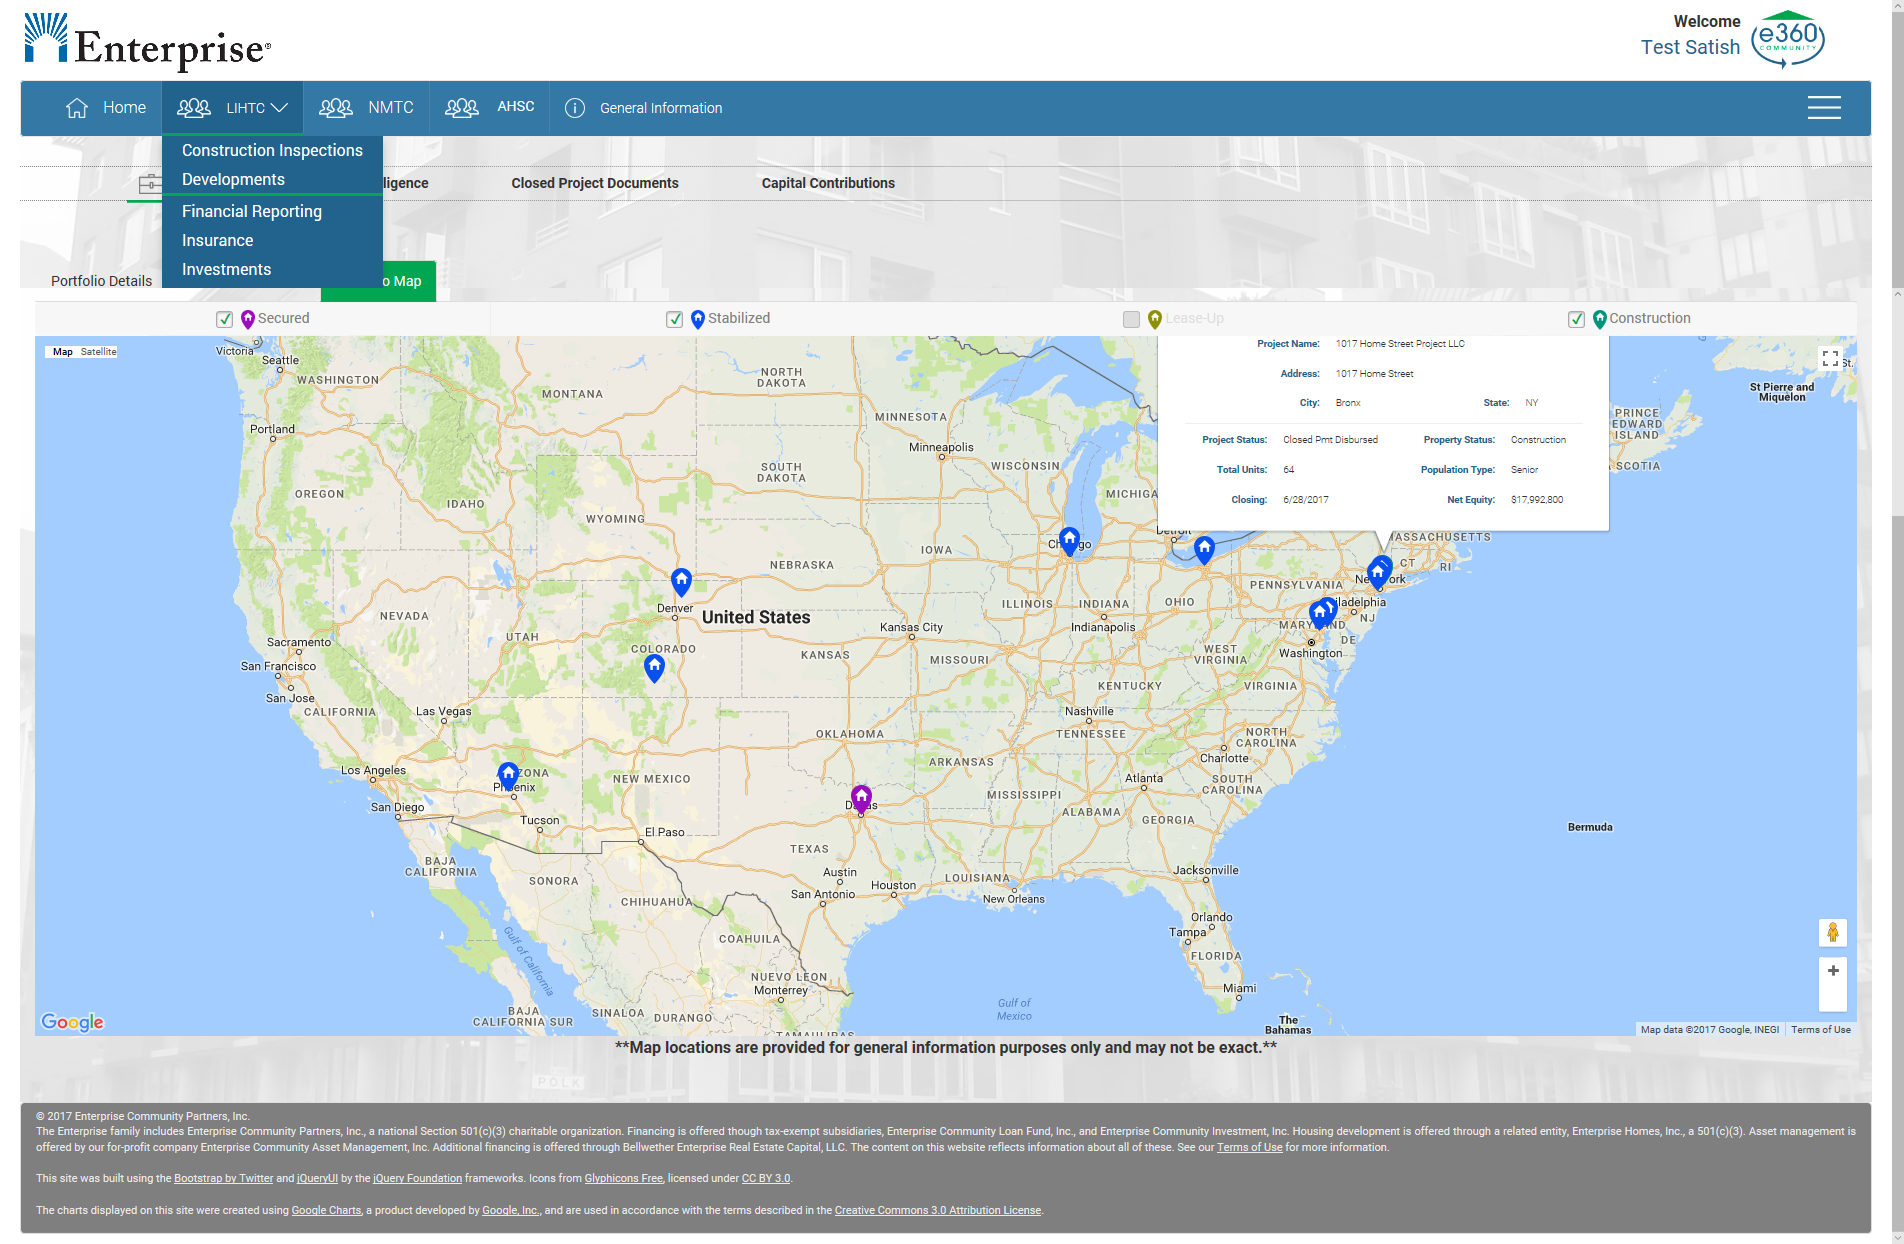 Enterprise®
Welcome
Test Satish
e360
COMMUNITY
Home
LIHTC
NMTC
AHSC
General Information
Construction Inspections
Developments
Financial Reporting
Insurance
Investments
ligence
Closed Project Documents
Capital Contributions
Portfolio Details
o Map
Secured
Stabilized
Lease-Up
Construction
Map
Satellite
Project Name: 1017 Home Street Project LLC
Address: 1017 Home Street
City: Bronx State: NY
Project Status: Closed Pmt Disbursed Property Status: Construction
Total Units: 64 Population Type: Senior
Closing: 6/28/2017 Net Equity: $17,992,800
Victoria
Seattle
WASHINGTON
Portland
OREGON
IDAHO
MONTANA
NORTH
DAKOTA
SOUTH
DAKOTA
MINNESOTA
Minneapolis
WISCONSIN
MICHIGA
Detroit
WYOMING
NEBRASKA
IOWA
Chicago
ILLINOIS
INDIANA
Indianapolis
OHIO
PENNSYLVANIA
ASSACHUSETTS
CT
RI
New York
iladelphia
NJ
MARYLAND
DE
Washington
WEST
VIRGINIA
VIRGINIA
KENTUCKY
NEVADA
UTAH
Denver
COLORADO
United States
Kansas City
KANSAS
MISSOURI
Sacramento
San Francisco
San Jose
CALIFORNIA
Las Vegas
Los Angeles
San Diego
ARIZONA
Phoenix
Tucson
NEW MEXICO
El Paso
OKLAHOMA
ARKANSAS
Nashville
TENNESSEE
NORTH
CAROLINA
Charlotte
SOUTH
CAROLINA
Atlanta
MISSISSIPPI
ALABAMA
GEORGIA
Dallas
TEXAS
Austin
San Antonio
Houston
LOUISIANA
New Orleans
Jacksonville
Orlando
Tampa
FLORIDA
Miami
The
Bahamas
Bermuda
St.
St Pierre and
Miquelon
PRINCE
EDWARD
ISLAND
SCOTIA
BAJA
CALIFORNIA
SONORA
CHIHUAHUA
COAHUILA
NUEVO LEON
Monterrey
BAJA
CALIFORNIA SUR
SINALOA
DURANGO
TAMAULIPAS
Gulf of California
Gulf of
Mexico
Google
Map data ©2017 Google, INEGI
Terms of Use
**Map locations are provided for general information purposes only and may not be exact.**
POLK
© 2017 Enterprise Community Partners, Inc.
The Enterprise family includes Enterprise Community Partners, Inc., a national Section 501(c)(3) charitable organization. Financing is offered though tax-exempt subsidiaries, Enterprise Community Loan Fund, Inc., and Enterprise Community Investment, Inc. Housing development is offered through a related entity, Enterprise Homes, Inc., a 501(c)(3). Asset management is
offered by our for-profit company Enterprise Community Asset Management, Inc. Additional financing is offered through Bellwether Enterprise Real Estate Capital, LLC. The content on this website reflects information about all of these. See our Terms of Use for more information.
This site was built using the Bootstrap by Twitter and jQueryUI by the jQuery Foundation frameworks. Icons from Glyphicons Free, licensed under CC BY 3.0.
The charts displayed on this site were created using Google Charts, a product developed by Google, Inc., and are used in accordance with the terms described in the Creative Commons 3.0 Attribution License.